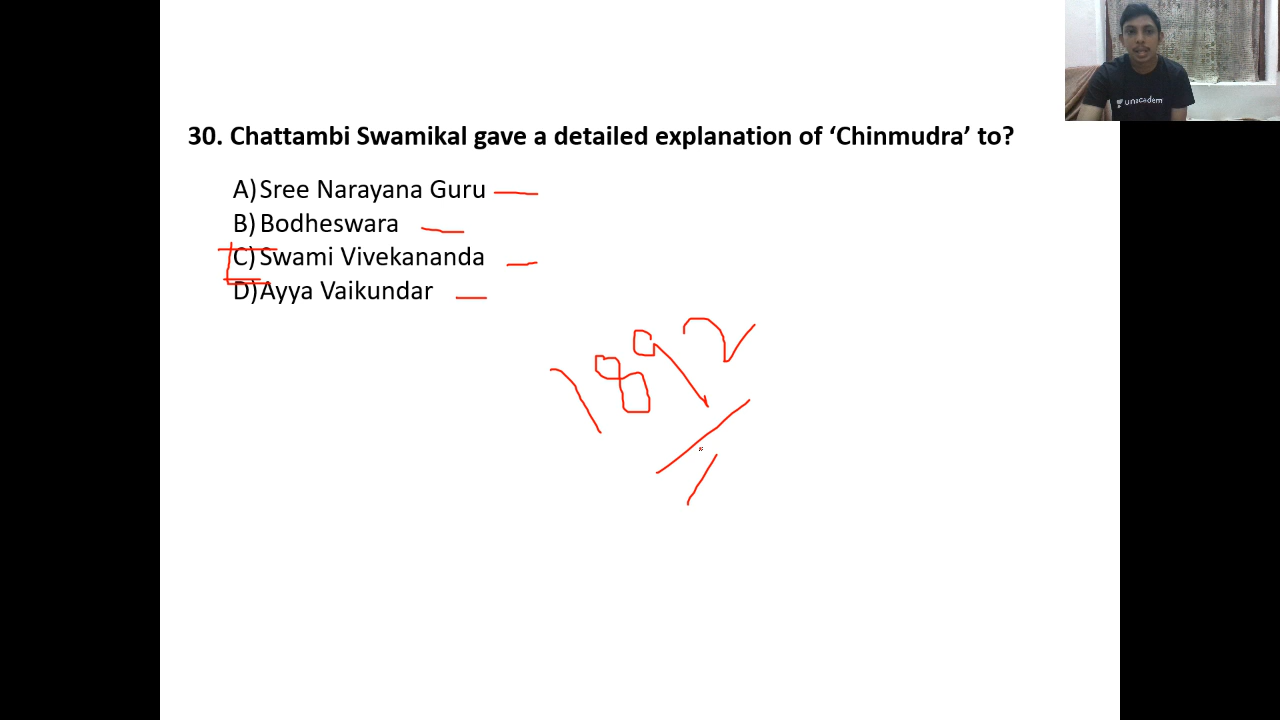 unacademy
30. Chattambi Swamikal gave a detailed explanation of ‘Chinmudra’ to?
A) Sree Narayana Guru
B) Bodheswara
C) Swami Vivekananda
D) Ayya Vaikundar
1892